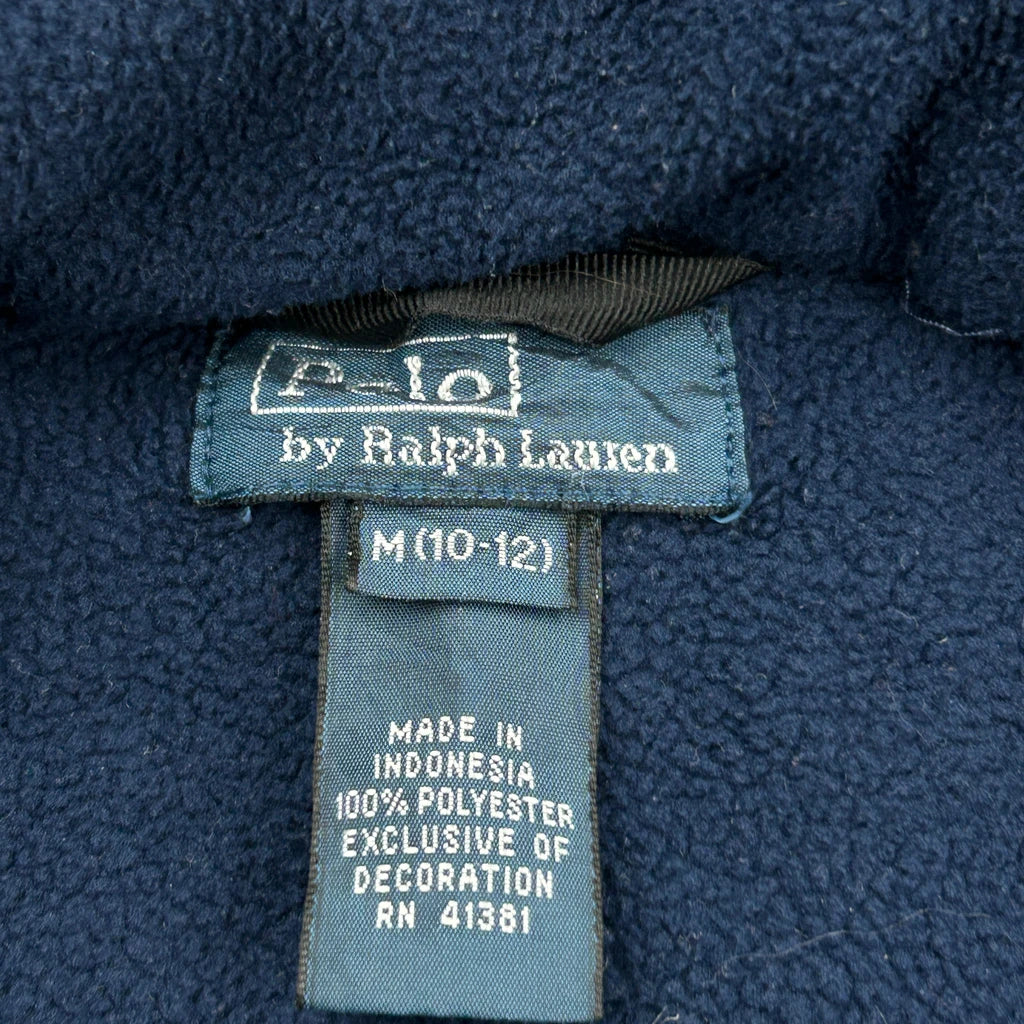 Polo
by Ralph Lauren
M (10-12)
MADE IN
INDONESIA
100% POLYESTER
EXCLUSIVE OF
DECORATION
RN 41381